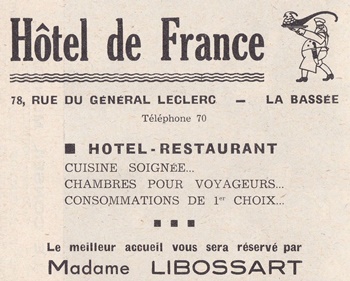 Hôtel de France
78, RUE DU GÉNÉRAL LECLERC — LA BASSÉE
Téléphone 70
■ HOTEL-RESTAURANT
CUISINE SOIGNÉE...
CHAMBRES POUR VOYAGEURS...
CONSOMMATIONS DE 1er CHOIX...
Le meilleur accueil vous sera réservé par
Madame LIBOSSART